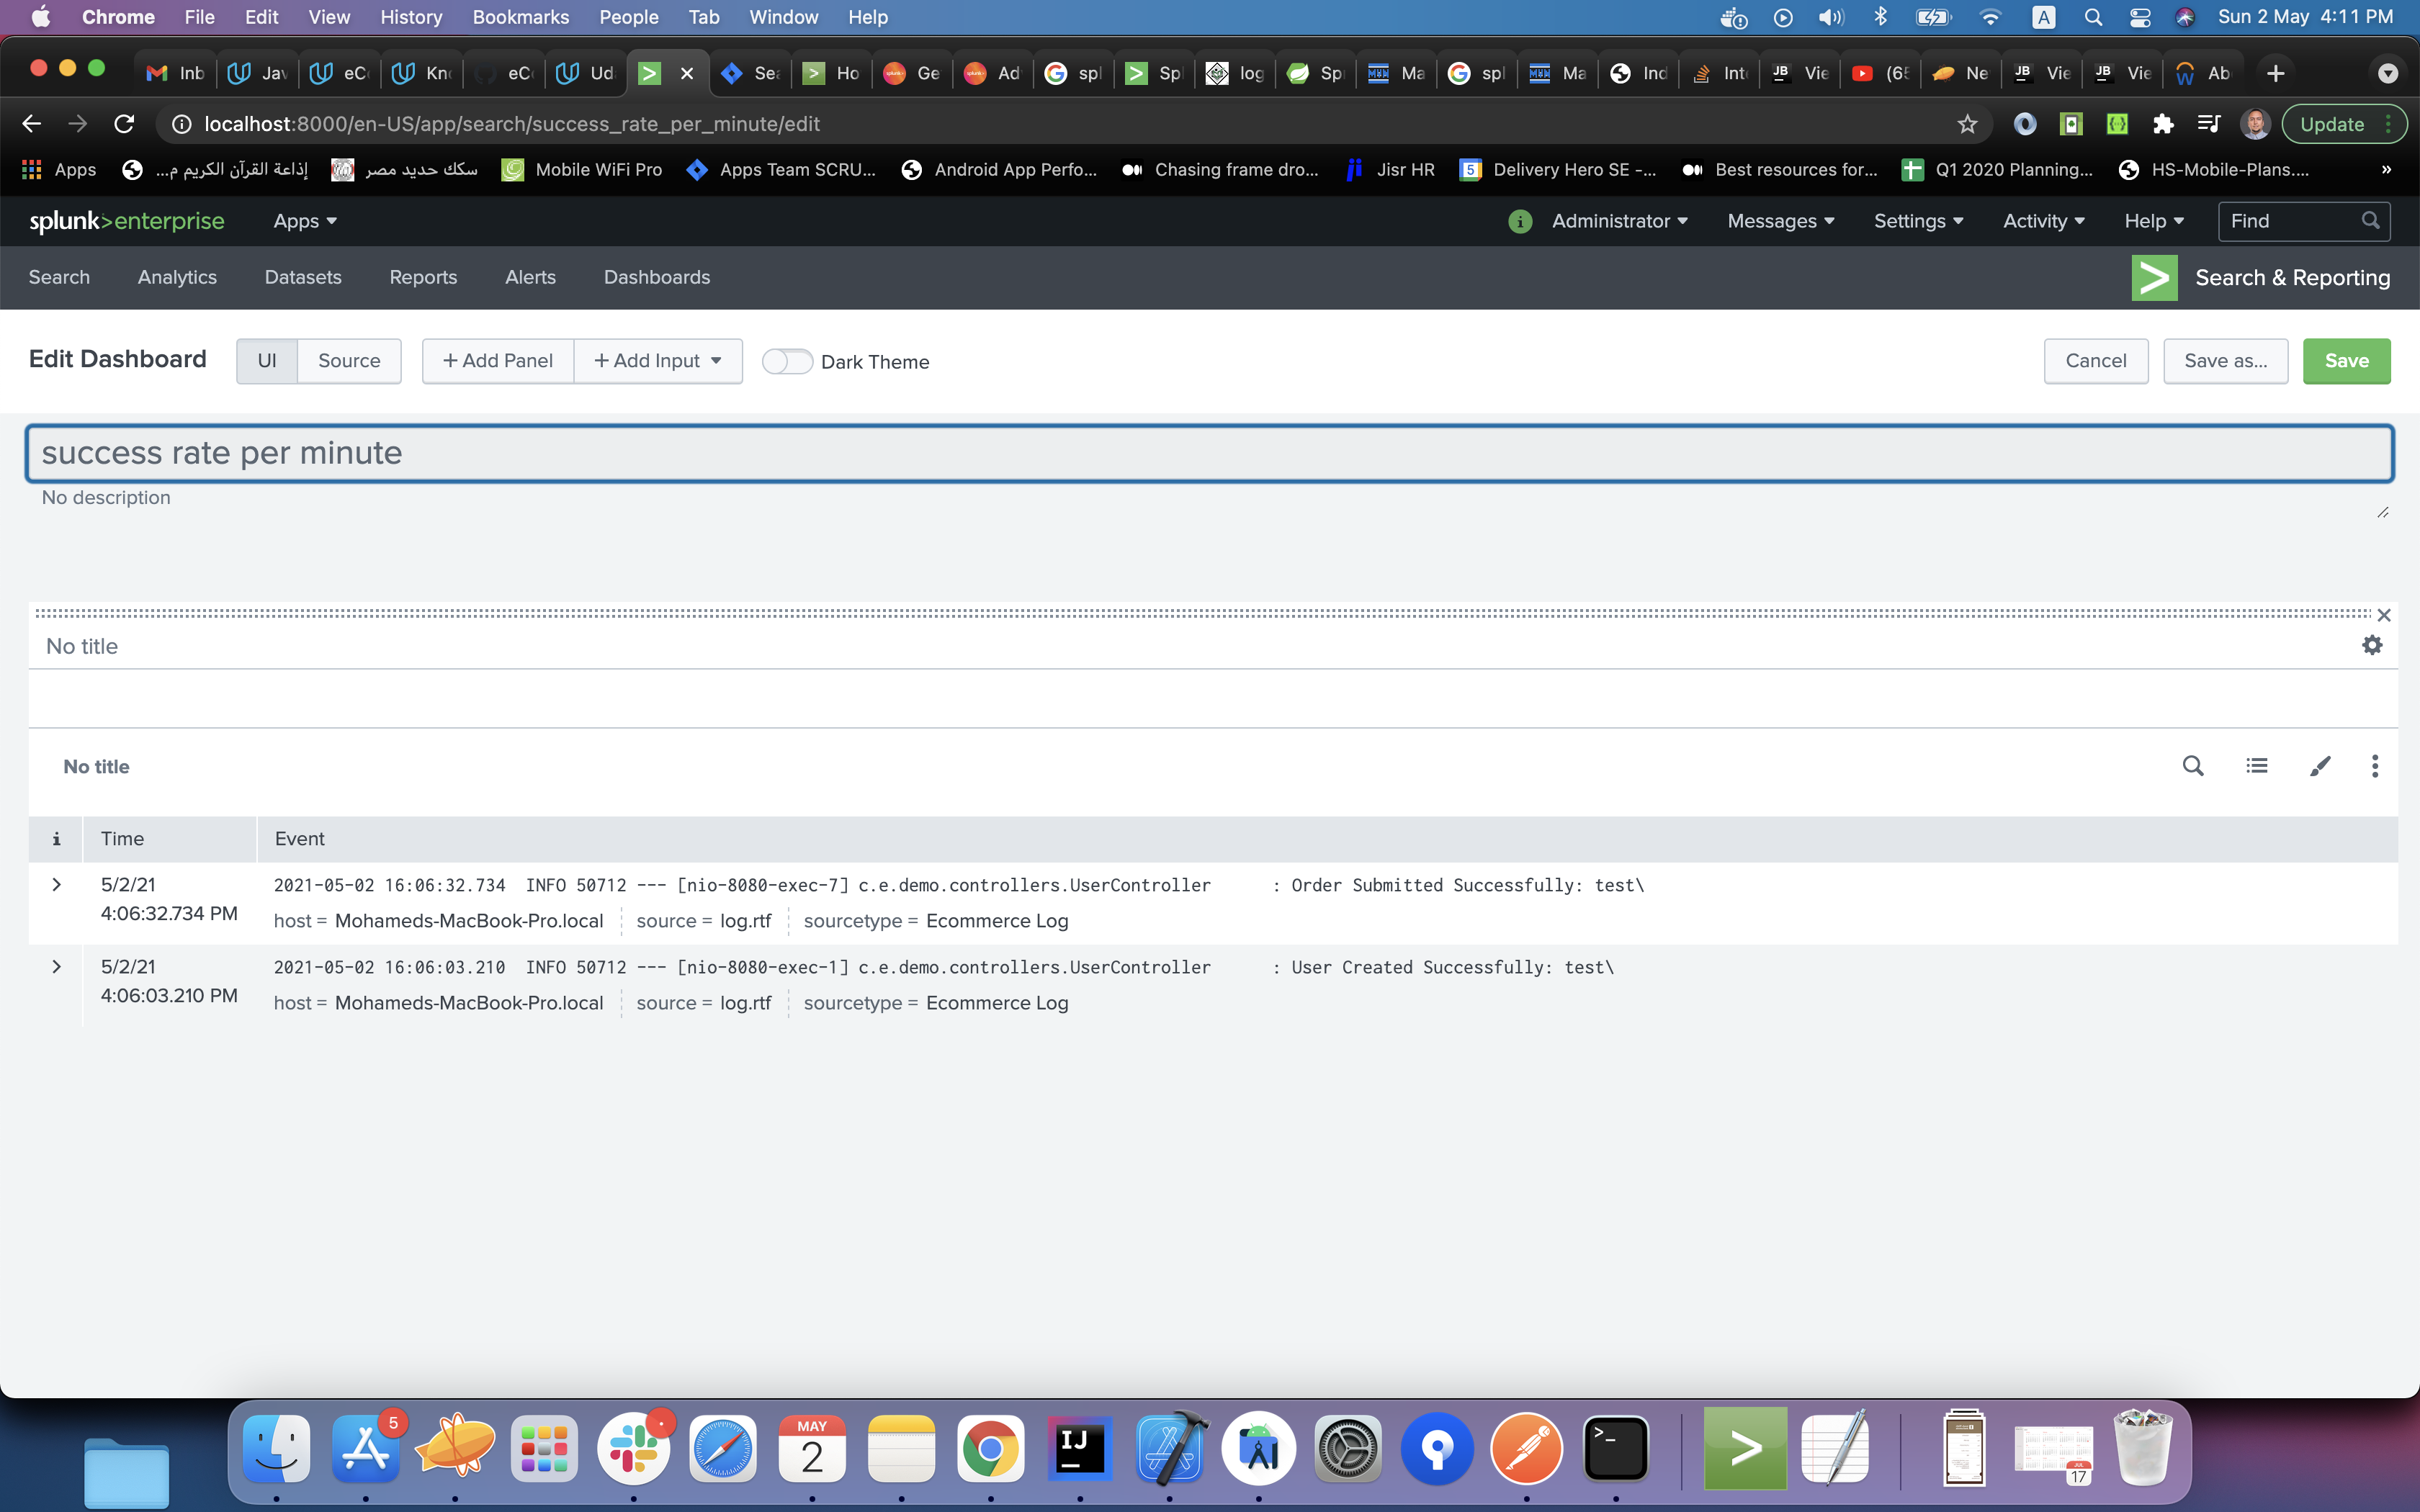 Chrome File Edit View History Bookmarks People Tab Window Help A Sun 2 May 4:11 PM
Inb Jav eCo Kno eCo Ud Sea Ho Ge Ad spl Spl log Sp Ma spl Ma Ind Int Vie (65 Ne Vie Vie Ab
localhost:8000/en-US/app/search/success_rate_per_minute/edit Update
Apps إذاعة القرآن الكريم م... سكك حديد مصر Mobile WiFi Pro Apps Team SCRU... Android App Perfo... Chasing frame dro... Jisr HR 5 Delivery Hero SE -... Best resources for... Q1 2020 Planning... HS-Mobile-Plans.... »
splunk>enterprise Apps Administrator Messages Settings Activity Help Find
Search Analytics Datasets Reports Alerts Dashboards Search & Reporting
Edit Dashboard UI Source + Add Panel + Add Input Dark Theme Cancel Save as... Save
success rate per minute
No description
No title
No title
i Time Event
5/2/21 2021-05-02 16:06:32.734 INFO 50712 --- [nio-8080-exec-7] c.e.demo.controllers.UserController : Order Submitted Successfully: test\
4:06:32.734 PM host = Mohameds-MacBook-Pro.local source = log.rtf sourcetype = Ecommerce Log
5/2/21 2021-05-02 16:06:03.210 INFO 50712 --- [nio-8080-exec-1] c.e.demo.controllers.UserController : User Created Successfully: test\
4:06:03.210 PM host = Mohameds-MacBook-Pro.local source = log.rtf sourcetype = Ecommerce Log
5 MAY 2 IJ >_ > JUL 17